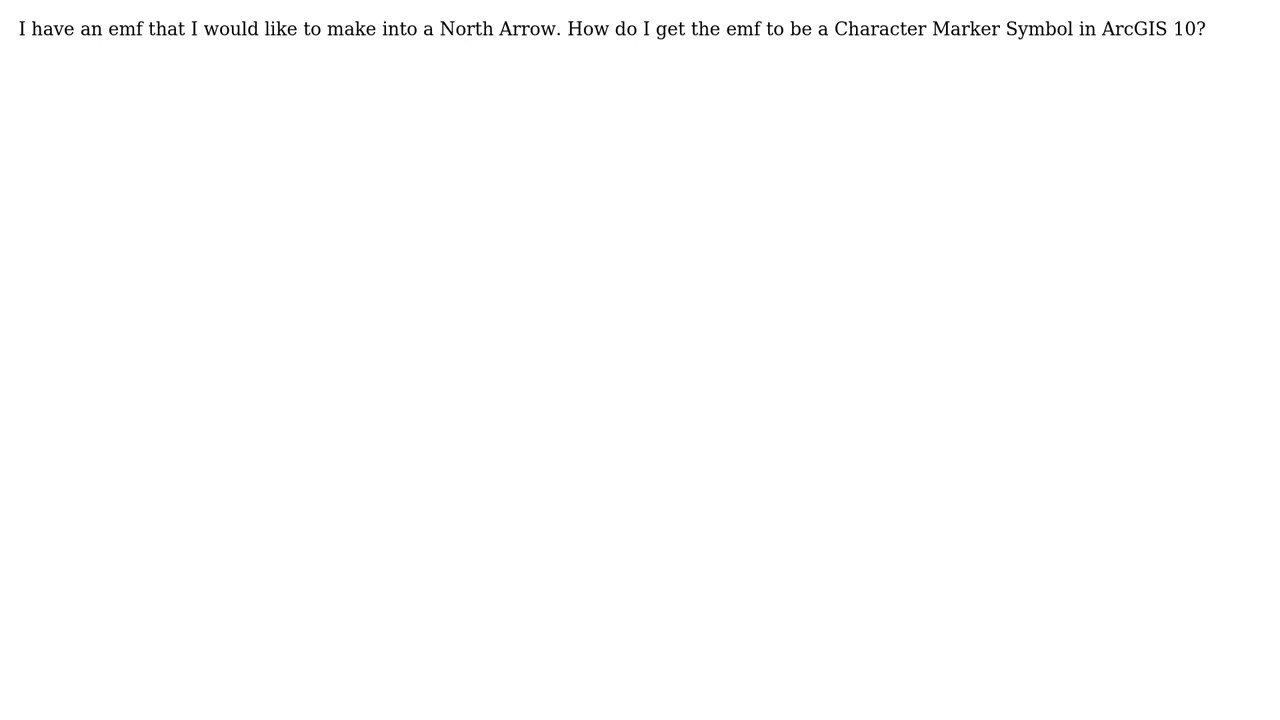 I have an emf that I would like to make into a North Arrow. How do I get the emf to be a Character Marker Symbol in ArcGIS 10?